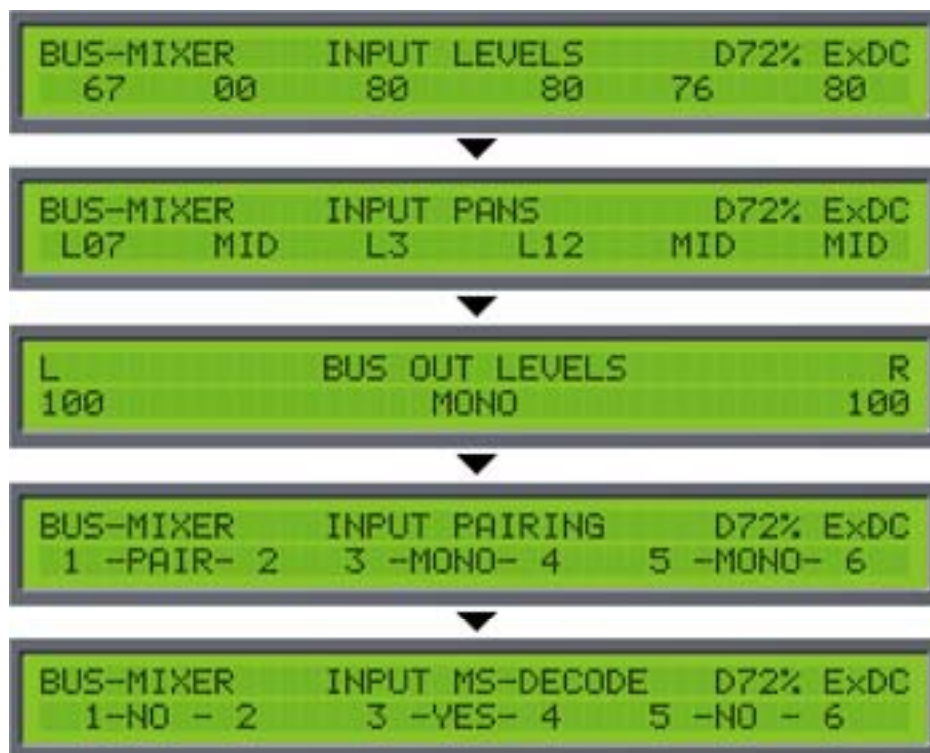 BUS-MIXER INPUT LEVELS D72% ExDC
67 00 80 80 76 80
BUS-MIXER INPUT PANS D72% ExDC
L07 MID L3 L12 MID MID
L BUS OUT LEVELS R
100 MONO 100
BUS-MIXER INPUT PAIRING D72% ExDC
1 -PAIR- 2 3 -MONO- 4 5 -MONO- 6
BUS-MIXER INPUT MS-DECODE D72% ExDC
1-NO - 2 3 -YES- 4 5 -NO - 6